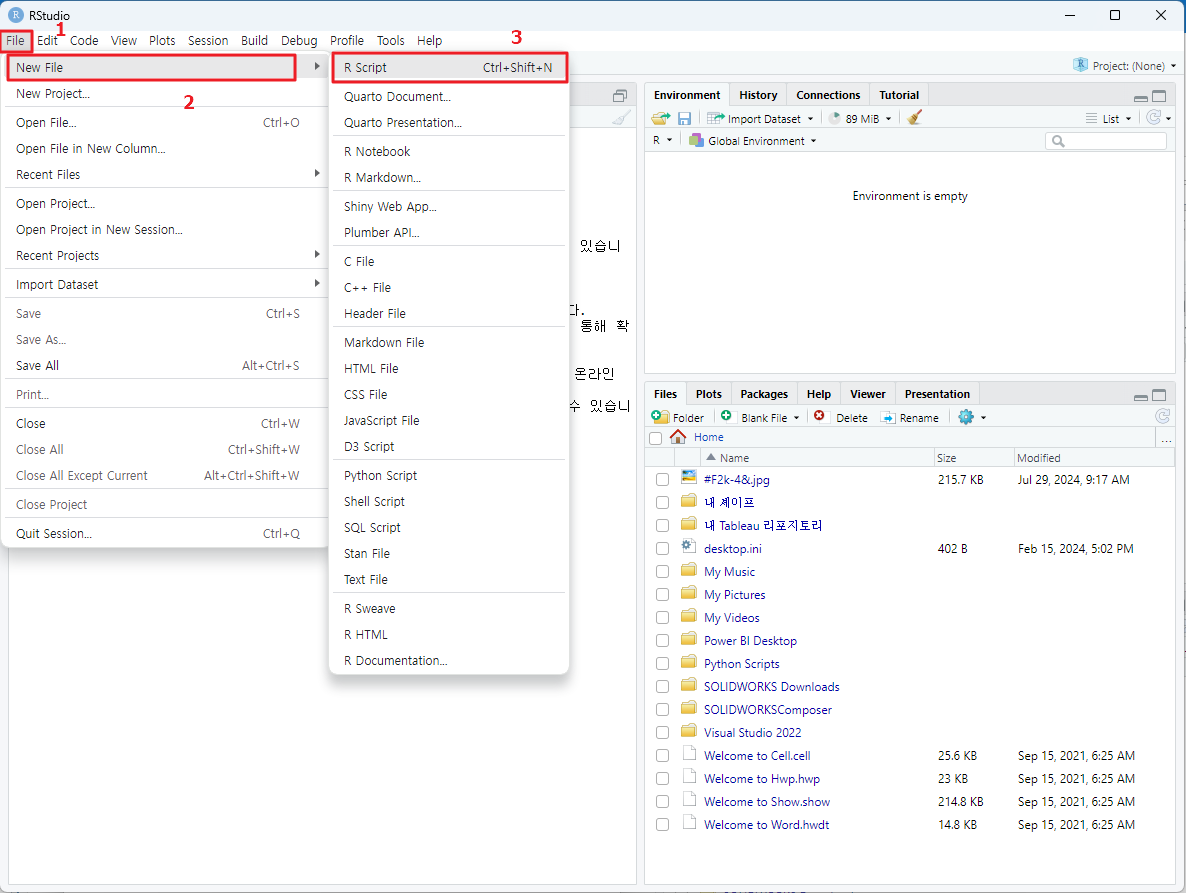 RStudio
1
File Edit Code View Plots Session Build Debug Profile Tools Help
3
Project: (None)
New File
2
New Project...
Open File... Ctrl+O
Open File in New Column...
Recent Files
Open Project...
Open Project in New Session...
Recent Projects
Import Dataset
Save Ctrl+S
Save As...
Save All Alt+Ctrl+S
Print...
Close Ctrl+W
Close All Ctrl+Shift+W
Close All Except Current Alt+Ctrl+Shift+W
Close Project
Quit Session... Ctrl+Q
R Script Ctrl+Shift+N
Quarto Document...
Quarto Presentation...
R Notebook
R Markdown...
Shiny Web App...
Plumber API...
C File
C++ File
Header File
Markdown File
HTML File
CSS File
JavaScript File
D3 Script
Python Script
Shell Script
SQL Script
Stan File
Text File
R Sweave
R HTML
R Documentation...
있습니
다.
통해 확
온라인
수 있습니
Environment History Connections Tutorial
Import Dataset 89 MiB List
R Global Environment
Environment is empty
Files Plots Packages Help Viewer Presentation
Folder Blank File Delete Rename
Home ...
Name Size Modified
#F2k-4&.jpg 215.7 KB Jul 29, 2024, 9:17 AM
내 셰이프
내 Tableau 리포지토리
desktop.ini 402 B Feb 15, 2024, 5:02 PM
My Music
My Pictures
My Videos
Power BI Desktop
Python Scripts
SOLIDWORKS Downloads
SOLIDWORKSComposer
Visual Studio 2022
Welcome to Cell.cell 25.6 KB Sep 15, 2021, 6:25 AM
Welcome to Hwp.hwp 23 KB Sep 15, 2021, 6:25 AM
Welcome to Show.show 214.8 KB Sep 15, 2021, 6:25 AM
Welcome to Word.hwdt 14.8 KB Sep 15, 2021, 6:25 AM